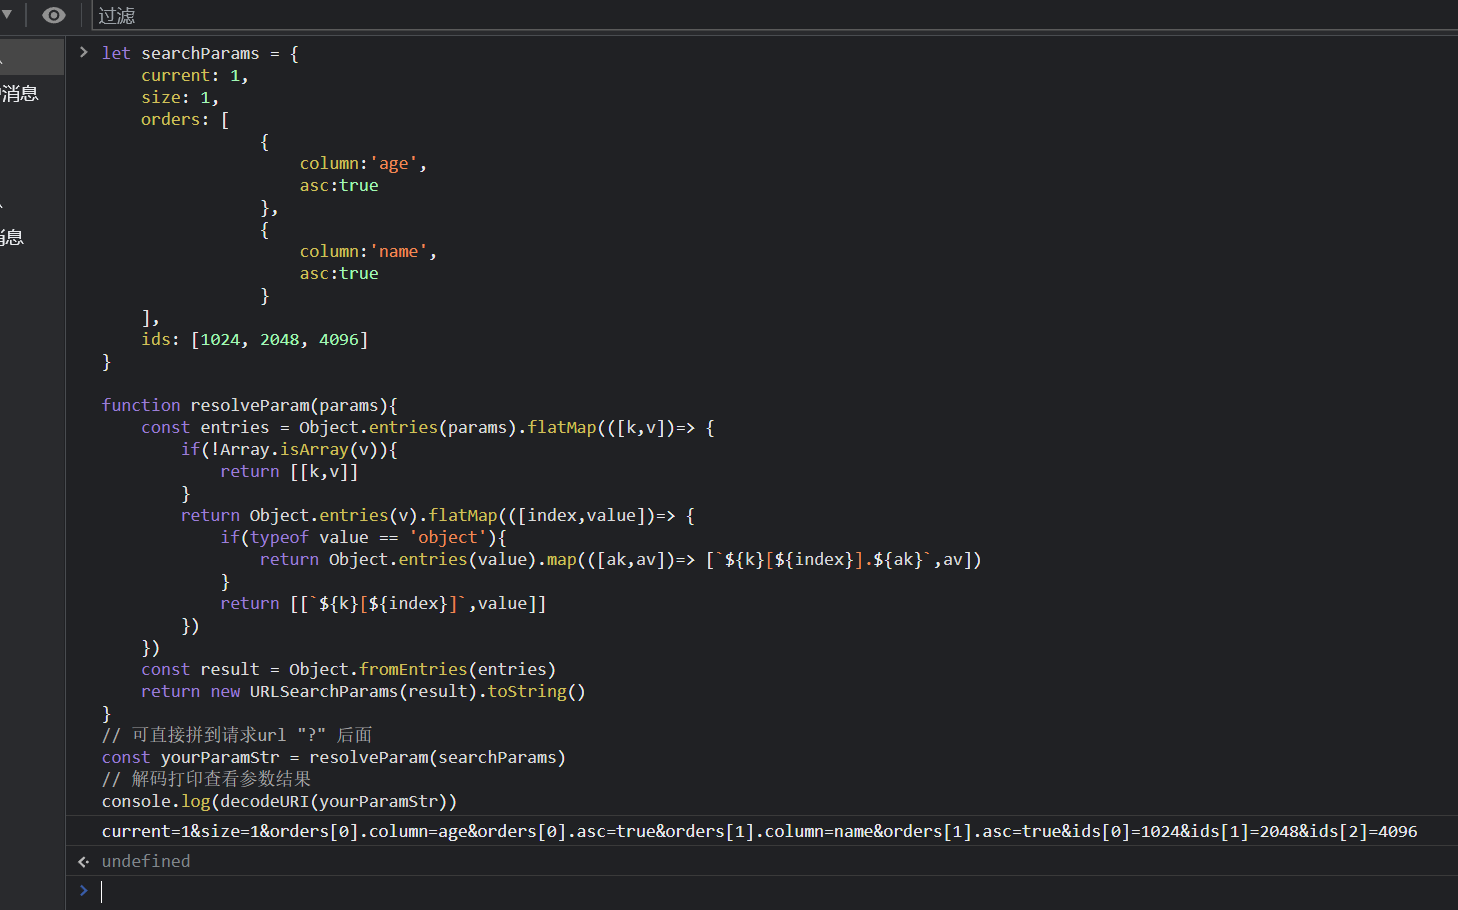 过滤
消息
消息
let searchParams = {
    current: 1,
    size: 1,
    orders: [
                {
                    column:'age',
                    asc:true
                },
                {
                    column:'name',
                    asc:true
                }
    ],
    ids: [1024, 2048, 4096]
}

function resolveParam(params){
    const entries = Object.entries(params).flatMap(([k,v])=> {
        if(!Array.isArray(v)){
            return [[k,v]]
        }
        return Object.entries(v).flatMap(([index,value])=> {
            if(typeof value == 'object'){
                return Object.entries(value).map(([ak,av])=> [`${k}[${index}].${ak}`,av])
            }
            return [[`${k}[${index}]`,value]]
        })
    })
    const result = Object.fromEntries(entries)
    return new URLSearchParams(result).toString()
}
// 可直接拼到请求url "?" 后面
const yourParamStr = resolveParam(searchParams)
// 解码打印查看参数结果
console.log(decodeURI(yourParamStr))
current=1&size=1&orders[0].column=age&orders[0].asc=true&orders[1].column=name&orders[1].asc=true&ids[0]=1024&ids[1]=2048&ids[2]=4096
undefined